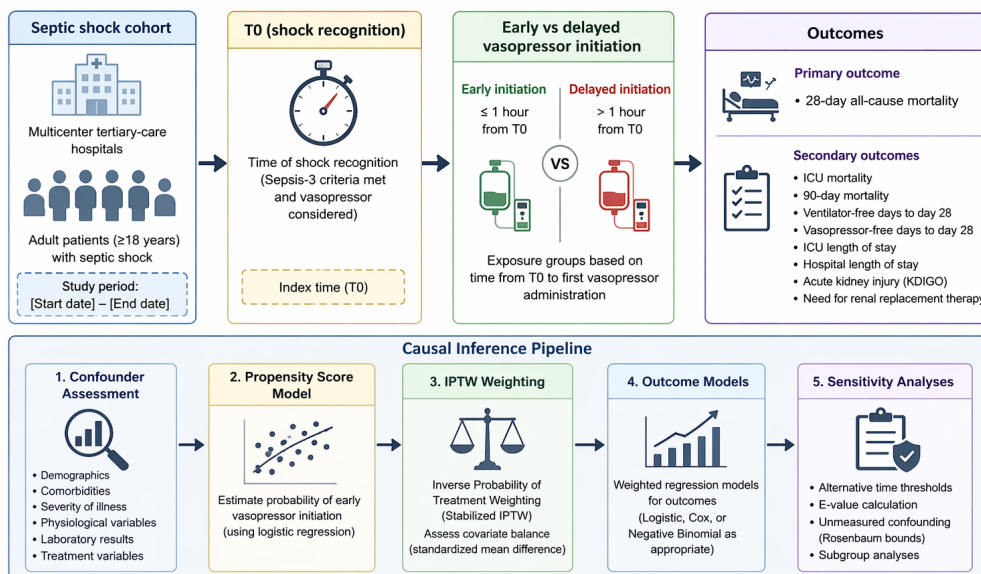 Septic shock cohort
Multicenter tertiary-care
hospitals
Adult patients (≥18 years)
with septic shock
Study period:
[Start date] – [End date]
T0 (shock recognition)
Time of shock recognition
(Sepsis-3 criteria met
and vasopressor
considered)
Index time (T0)
Early vs delayed
vasopressor initiation
Early initiation
≤ 1 hour
from T0
VS
Delayed initiation
> 1 hour
from T0
Exposure groups based on
time from T0 to first vasopressor
administration
Outcomes
Primary outcome
• 28-day all-cause mortality
Secondary outcomes
• ICU mortality
• 90-day mortality
• Ventilator-free days to day 28
• Vasopressor-free days to day 28
• ICU length of stay
• Hospital length of stay
• Acute kidney injury (KDIGO)
• Need for renal replacement therapy
Causal Inference Pipeline
1. Confounder
Assessment
• Demographics
• Comorbidities
• Severity of illness
• Physiological variables
• Laboratory results
• Treatment variables
2. Propensity Score
Model
Estimate probability of early
vasopressor initiation
(using logistic regression)
3. IPTW Weighting
Inverse Probability of
Treatment Weighting
(Stabilized IPTW)
Assess covariate balance
(standardized mean difference)
4. Outcome Models
Weighted regression models
for outcomes
(Logistic, Cox, or
Negative Binomial as
appropriate)
5. Sensitivity Analyses
• Alternative time thresholds
• E-value calculation
• Unmeasured confounding
(Rosenbaum bounds)
• Subgroup analyses